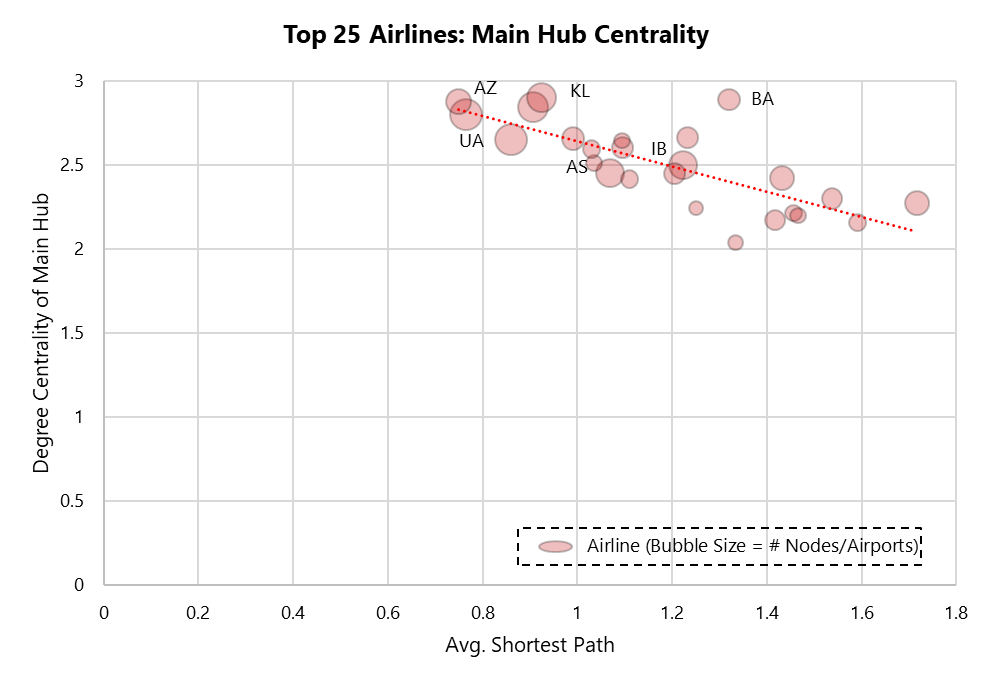 Top 25 Airlines: Main Hub Centrality
Degree Centrality of Main Hub
3
2.5
2
1.5
1
0.5
0
AZ
KL
BA
UA
IB
AS
Airline (Bubble Size = # Nodes/Airports)
0 0.2 0.4 0.6 0.8 1 1.2 1.4 1.6 1.8
Avg. Shortest Path